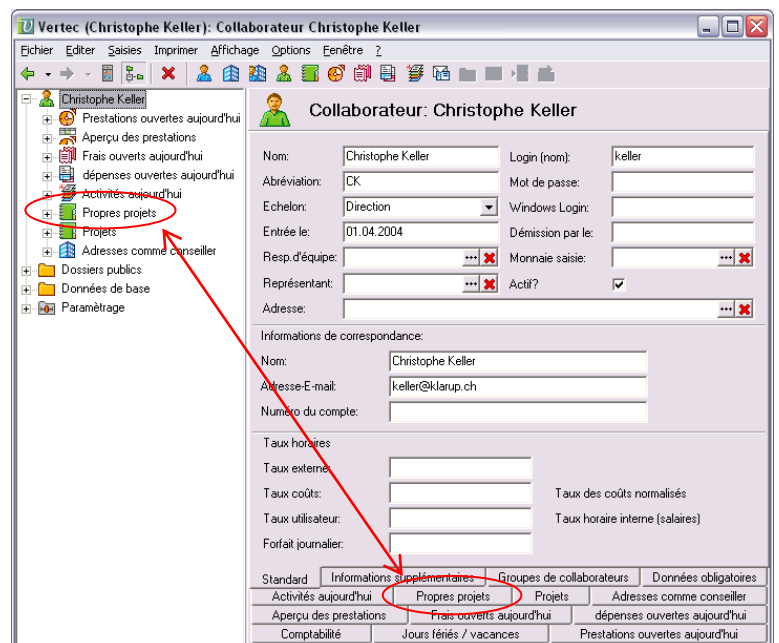 Vertec (Christophe Keller): Collaborateur Christophe Keller
Fichier Editer Saisies Imprimer Affichage Options Fenêtre ?
Christophe Keller
Prestations ouvertes aujourd'hui
Aperçu des prestations
Frais ouverts aujourd'hui
dépenses ouvertes aujourd'hui
Activités aujourd'hui
Propres projets
Projets
Adresses comme conseiller
Dossiers publics
Données de base
Paramètrage
Collaborateur: Christophe Keller
Nom: Christophe Keller Login (nom): keller
Abréviation: CK Mot de passe:
Echelon: Direction Windows Login:
Entrée le: 01.04.2004 Démission par le:
Resp.d'équipe: ... Monnaie saisie: ...
Représentant: ... Actif?
Adresse: ...
Informations de correspondance:
Nom: Christophe Keller
Adresse-E-mail: keller@klarup.ch
Numéro du compte:
Taux horaires
Taux externe:
Taux coûts: Taux des coûts normalisés
Taux utilisateur: Taux horaire interne (salaires)
Forfait journalier:
Standard Informations supplémentaires Groupes de collaborateurs Données obligatoires
Activités aujourd'hui Propres projets Projets Adresses comme conseiller
Aperçu des prestations Frais ouverts aujourd'hui dépenses ouvertes aujourd'hui
Comptabilité Jours fériés / vacances Prestations ouvertes aujourd'hui